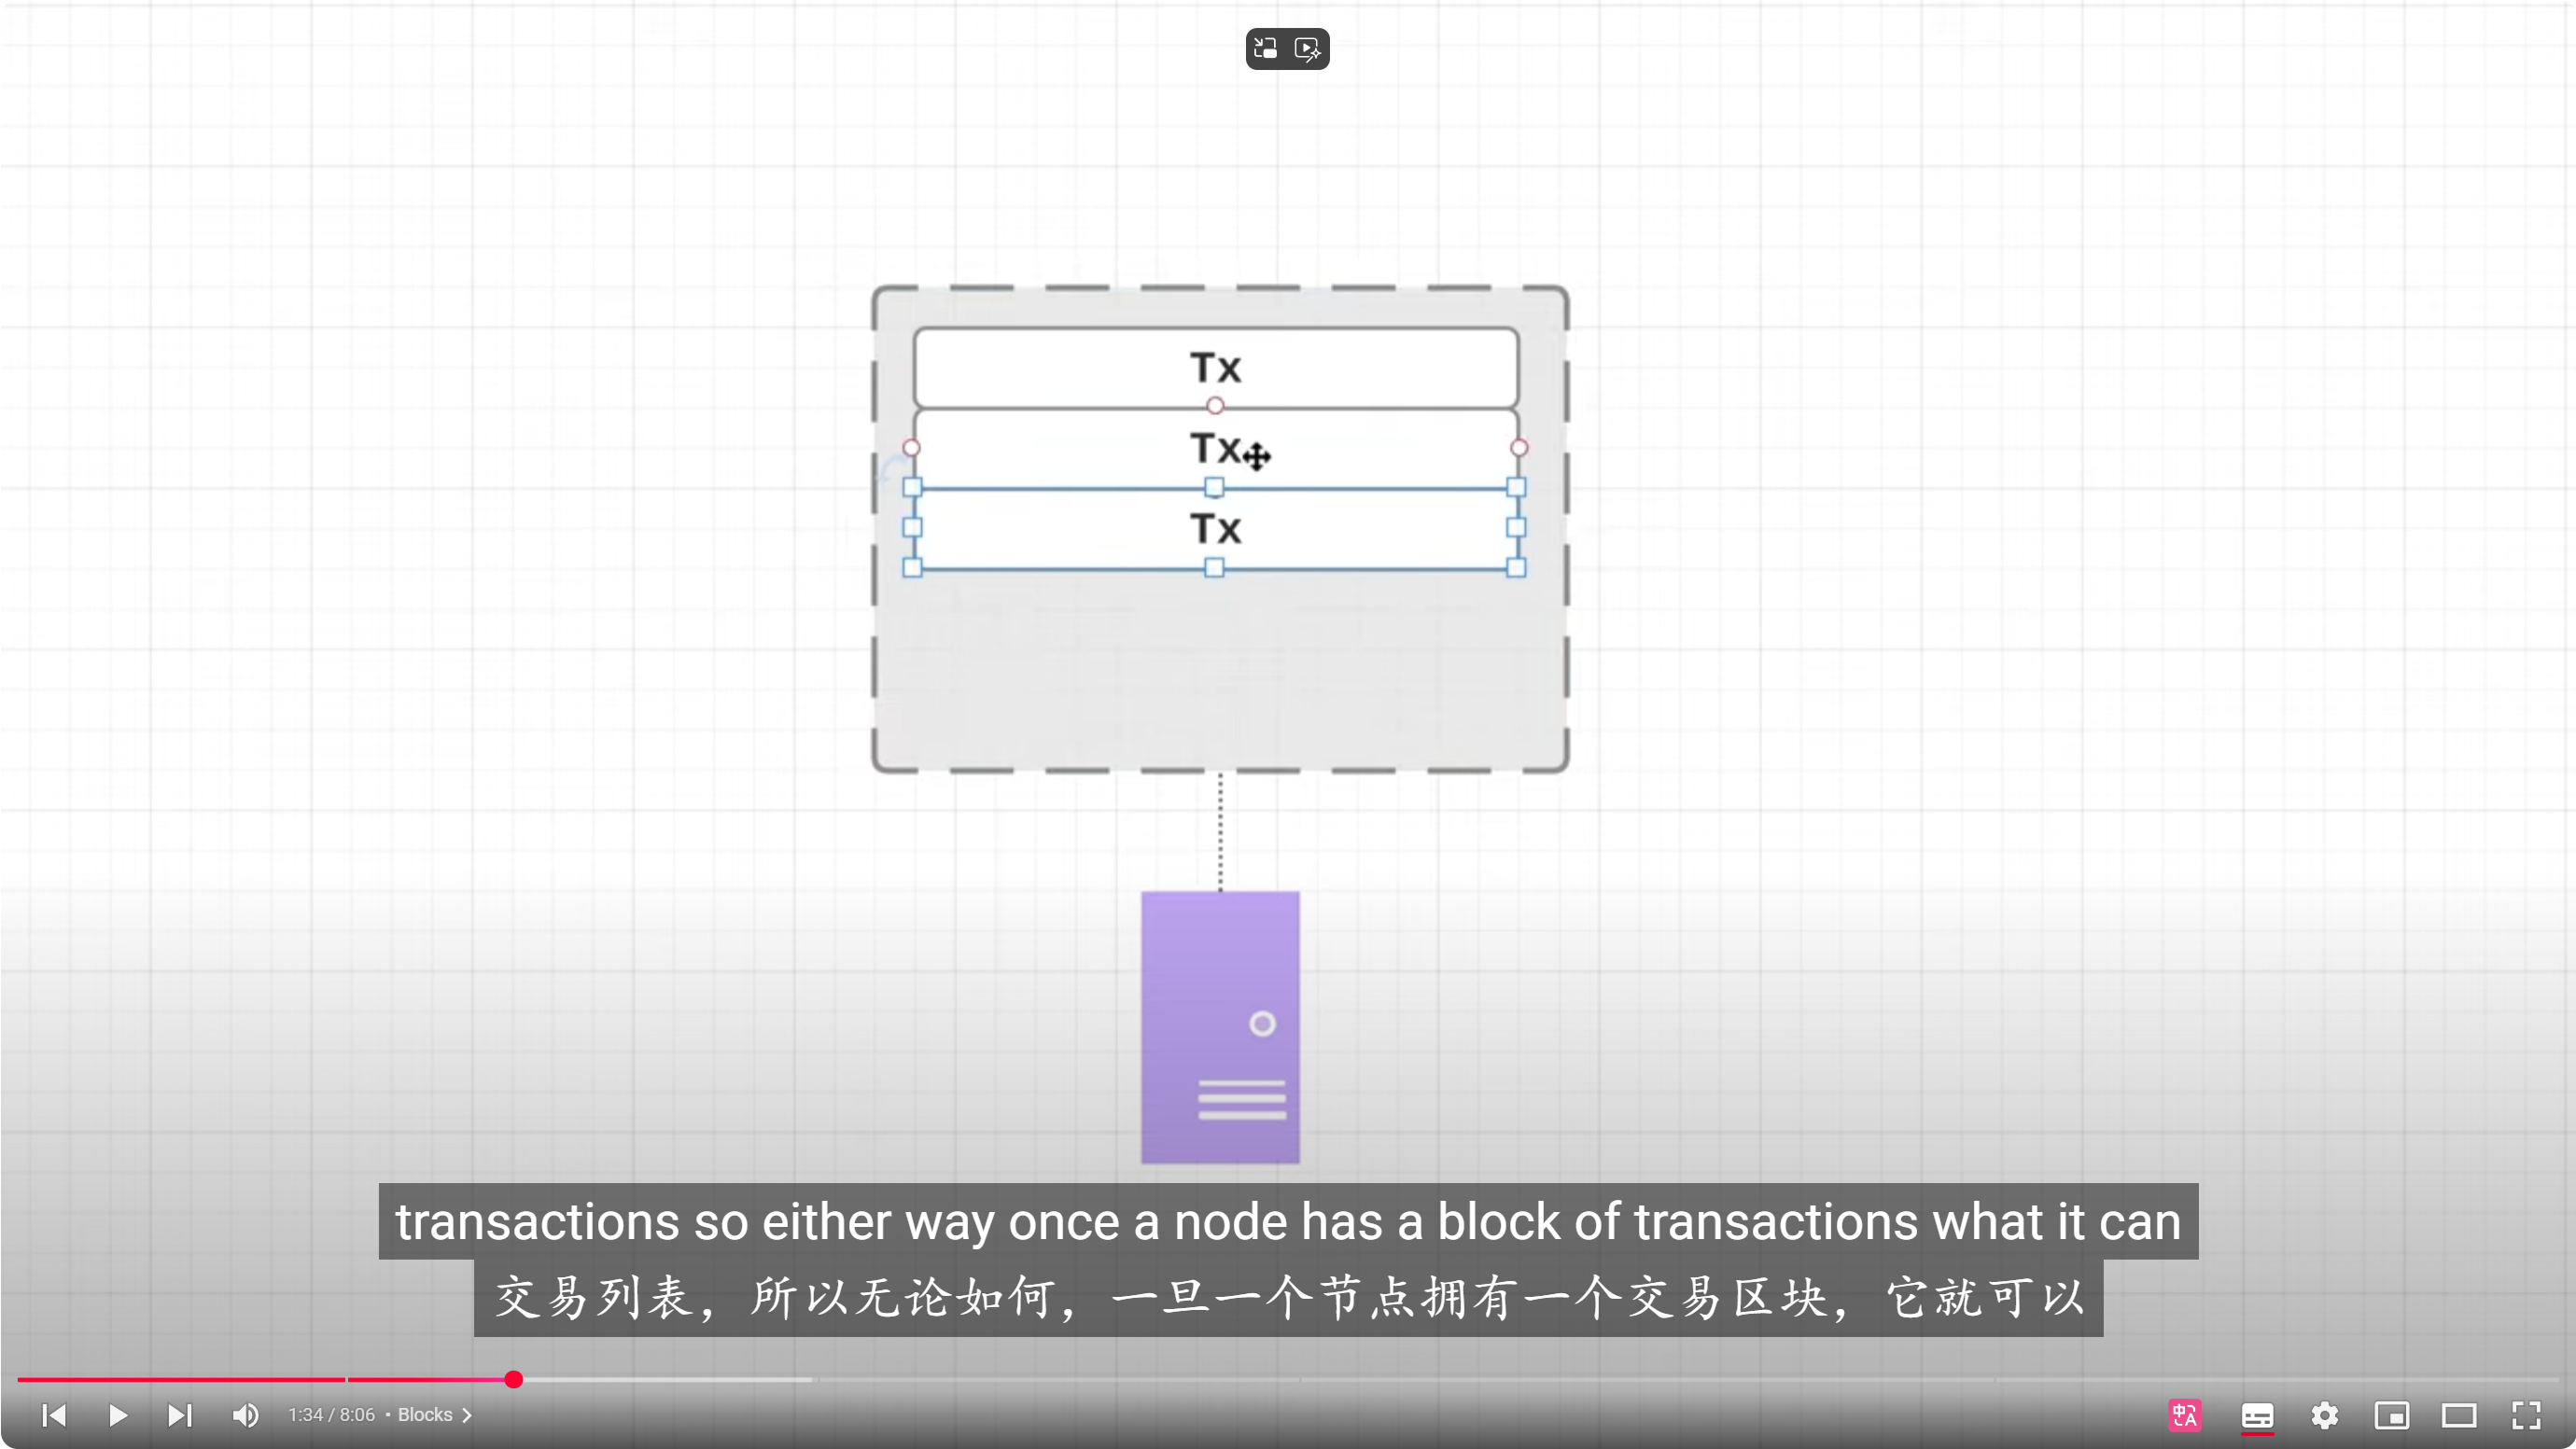 Tx
Tx
Tx
transactions so either way once a node has a block of transactions what it can
交易列表，所以无论如何，一旦一个节点拥有一个交易区块，它就可以
1:34 / 8:06 • Blocks
中 A